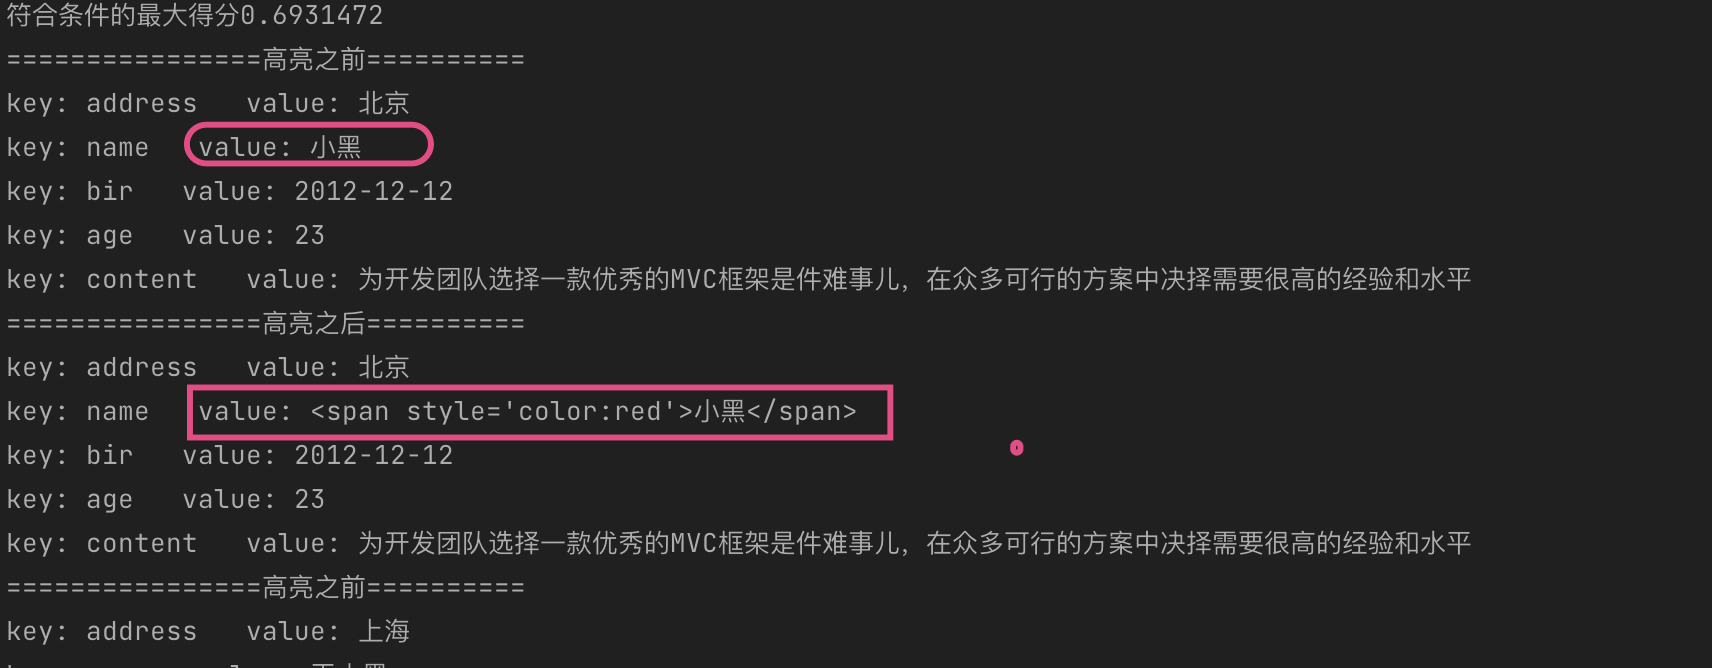 符合条件的最大得分0.6931472
================高亮之前==========
key: address   value: 北京
key: name   value: 小黑
key: bir   value: 2012-12-12
key: age   value: 23
key: content   value: 为开发团队选择一款优秀的MVC框架是件难事儿，在众多可行的方案中决择需要很高的经验和水平
================高亮之后==========
key: address   value: 北京
key: name   value: <span style='color:red'>小黑</span>
key: bir   value: 2012-12-12
key: age   value: 23
key: content   value: 为开发团队选择一款优秀的MVC框架是件难事儿，在众多可行的方案中决择需要很高的经验和水平
================高亮之前==========
key: address   value: 上海